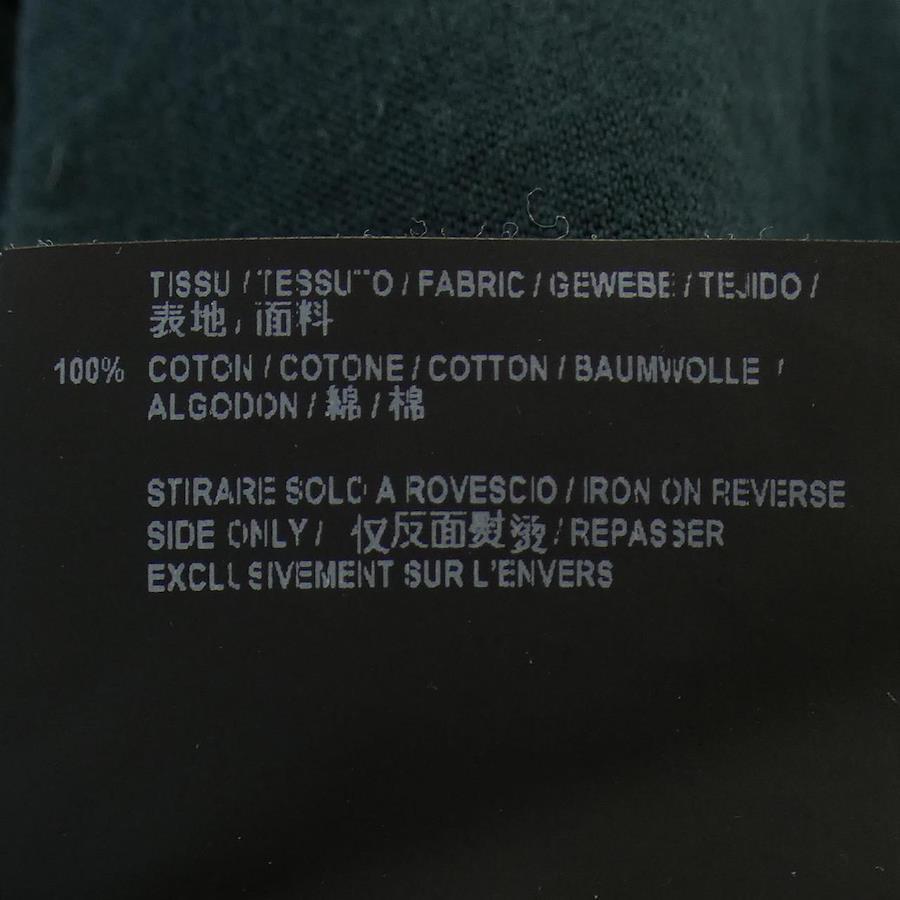 TISSU / TESSUTO / FABRIC / GEWEBE / TEJIDO /
表地, 面料
100% COTON / COTONE / COTTON / BAUMWOLLE /
ALGODON / 綿 / 棉
STIRARE SOLO A ROVESCIO / IRON ON REVERSE
SIDE ONLY / 仅反面熨烫 / REPASSER
EXCLUSIVEMENT SUR L'ENVERS